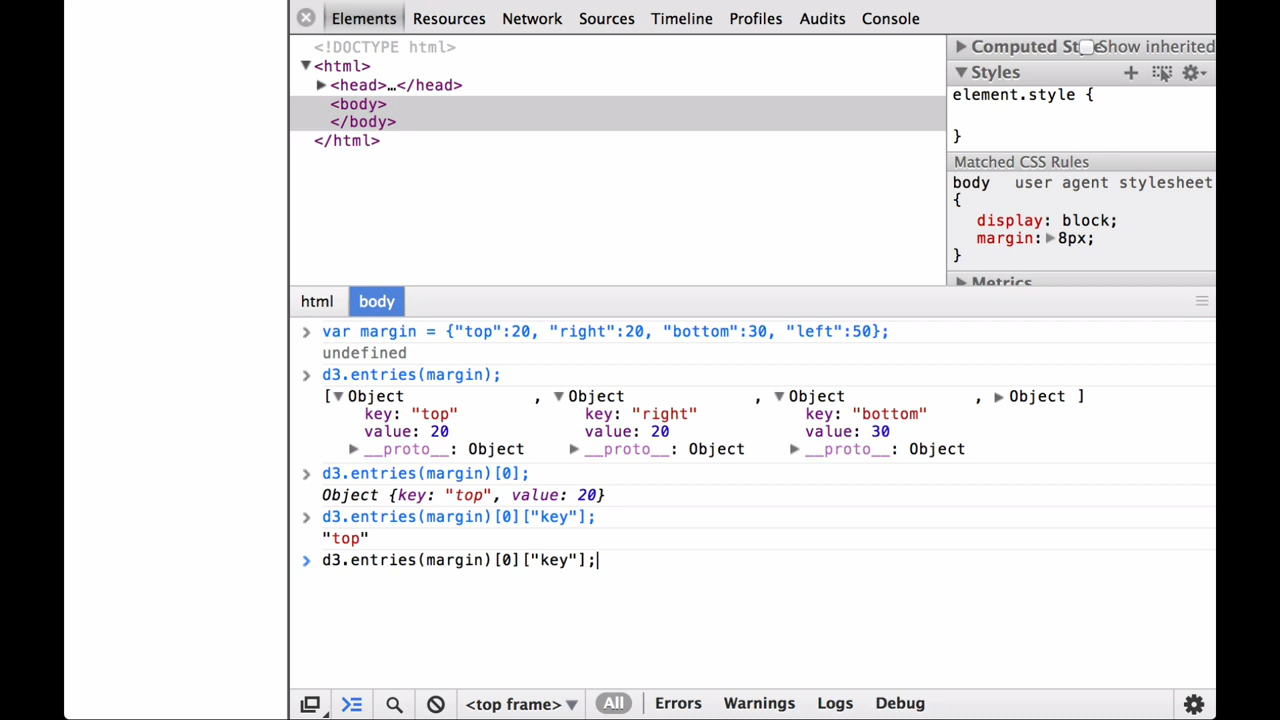 Elements Resources Network Sources Timeline Profiles Audits Console
<!DOCTYPE html>
<html>
<head>…</head>
<body>
</body>
</html>
Computed Show inherited
Styles
element.style {
}
Matched CSS Rules
body user agent stylesheet
{
display: block;
margin: 8px;
}
Metrics
html body
var margin = {"top":20, "right":20, "bottom":30, "left":50};
undefined
d3.entries(margin);
[ Object , Object , Object , Object ]
key: "top" key: "right" key: "bottom"
value: 20 value: 20 value: 30
__proto__: Object __proto__: Object __proto__: Object
d3.entries(margin)[0];
Object {key: "top", value: 20}
d3.entries(margin)[0]["key"];
"top"
d3.entries(margin)[0]["key"];
<top frame> All Errors Warnings Logs Debug